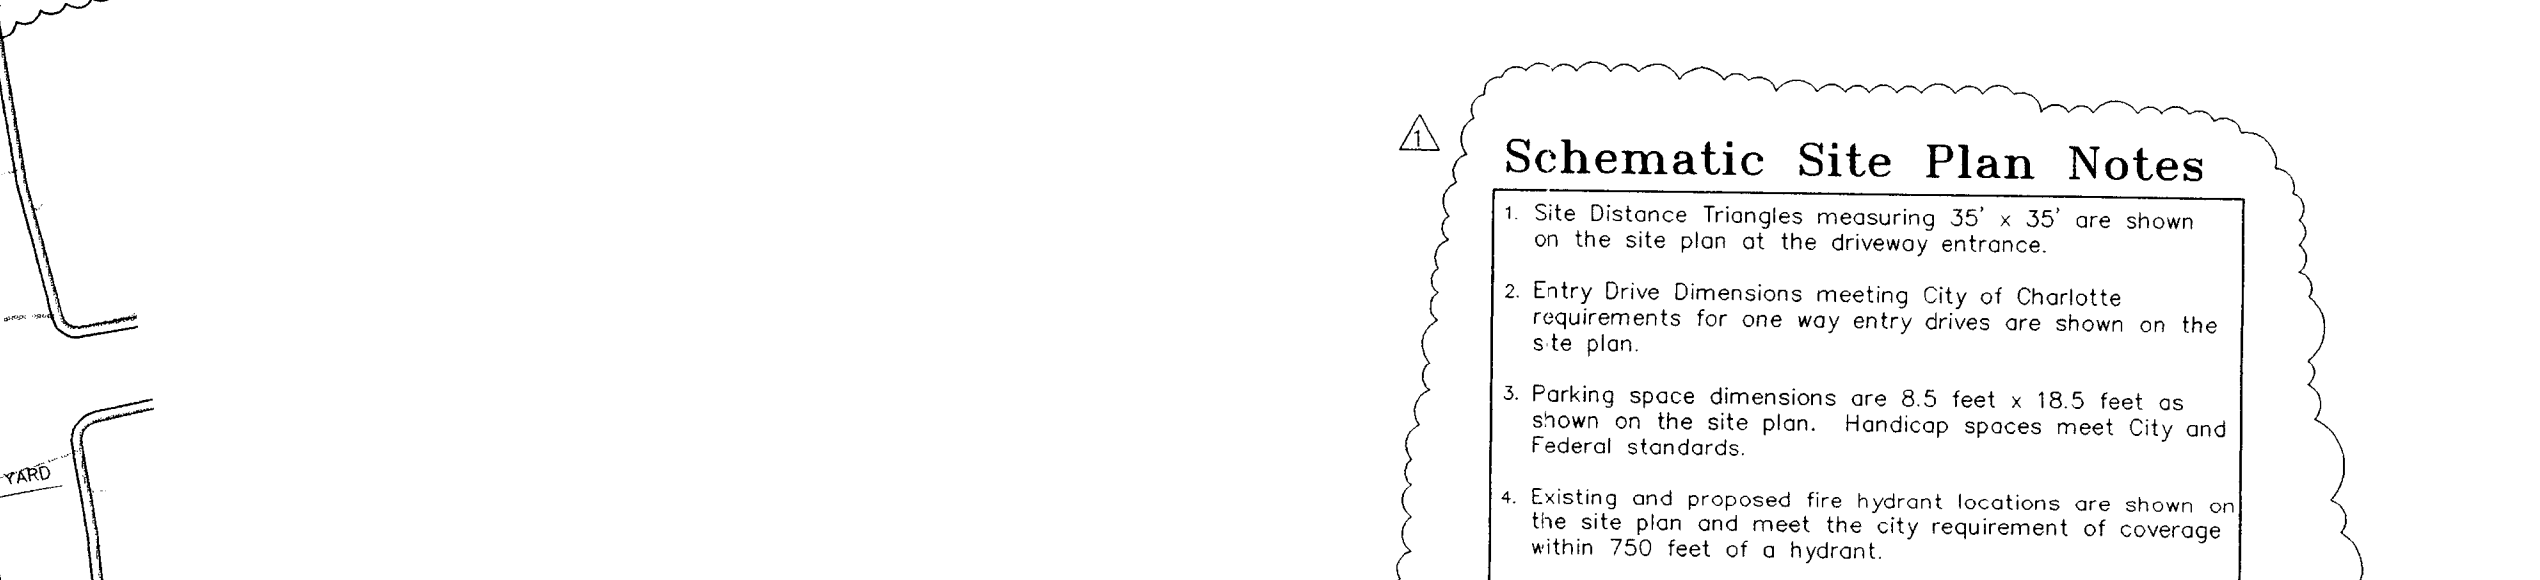 1
Schematic Site Plan Notes
1. Site Distance Triangles measuring 35' x 35' are shown
on the site plan at the driveway entrance.
2. Entry Drive Dimensions meeting City of Charlotte
requirements for one way entry drives are shown on the
site plan.
3. Parking space dimensions are 8.5 feet x 18.5 feet as
shown on the site plan. Handicap spaces meet City and
Federal standards.
YARD
4. Existing and proposed fire hydrant locations are shown on
the site plan and meet the city requirement of coverage
within 750 feet of a hydrant.